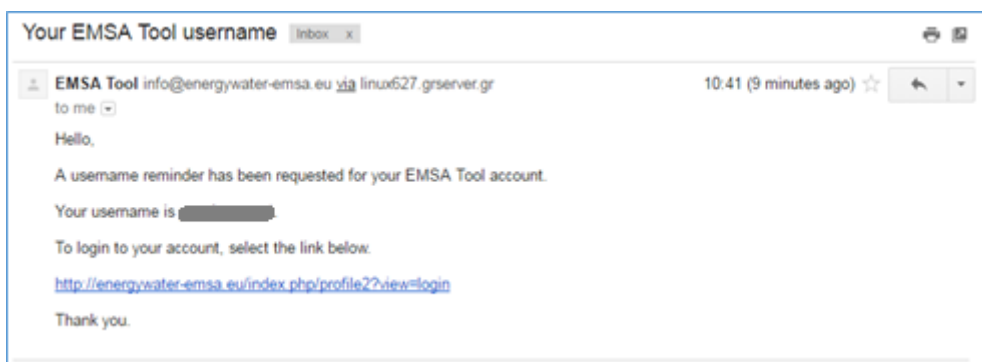 Your EMSA Tool username Inbox x
EMSA Tool info@energywater-emsa.eu via linux627.grserver.gr 10:41 (9 minutes ago)
to me
Hello,
A username reminder has been requested for your EMSA Tool account.
Your username is .
To login to your account, select the link below.
http://energywater-emsa.eu/index.php/profile2?view=login
Thank you.